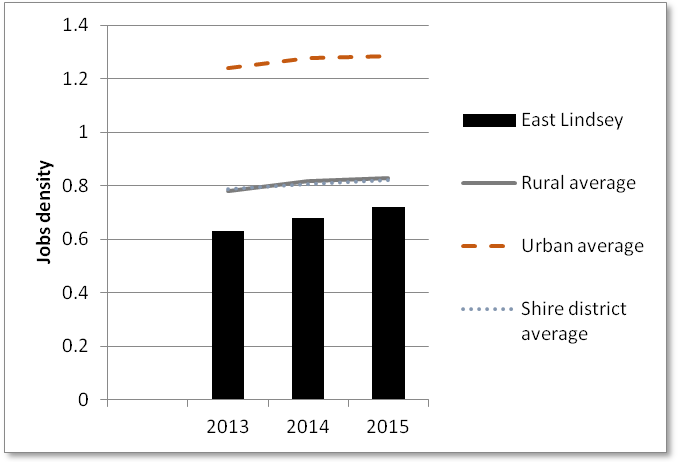 1.4
1.2
1
0.8
0.6
0.4
0.2
0
Jobs density
2013
2014
2015
East Lindsey
Rural average
Urban average
Shire district
average